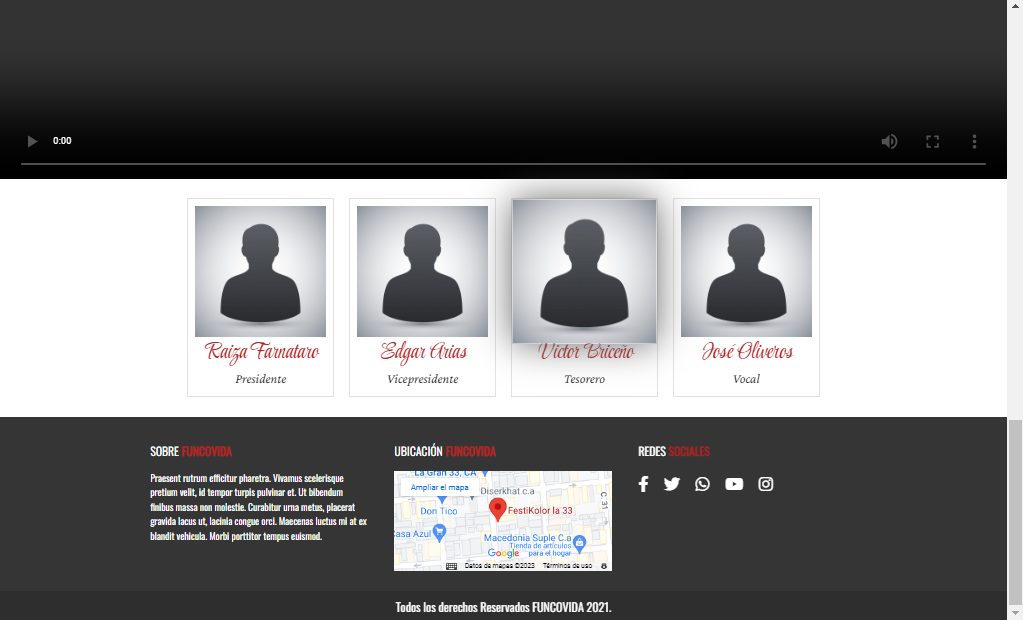 0:00
Raiza Farnataro
Edgar Arias
Víctor Briceño
José Oliveros
Presidente
Vicepresidente
Tesorero
Vocal
SOBRE FUNCOVIDA
Praesent rutrum efficitur pharetra. Vivamus scelerisque
pretium velit, id tempor turpis pulvinar et. Ut bibendum
finibus massa non molestie. Curabitur urna metus, placerat
gravida lacus ut, lacinia congue orci. Maecenas luctus mi at ex
blandit vehicula. Morbi porttitor tempus euismod.
UBICACIÓN FUNCOVIDA
La Gran 33, CA
Ampliar el mapa
Diserkhat c.a
Don Tico
FestiKolor la 33
C. 31
Casa Azul
Macedonia Suple C.a
Tienda de artículos
para el hogar
Google
Datos de mapas ©2023
Términos de uso
REDES SOCIALES
Todos los derechos Reservados FUNCOVIDA 2021.